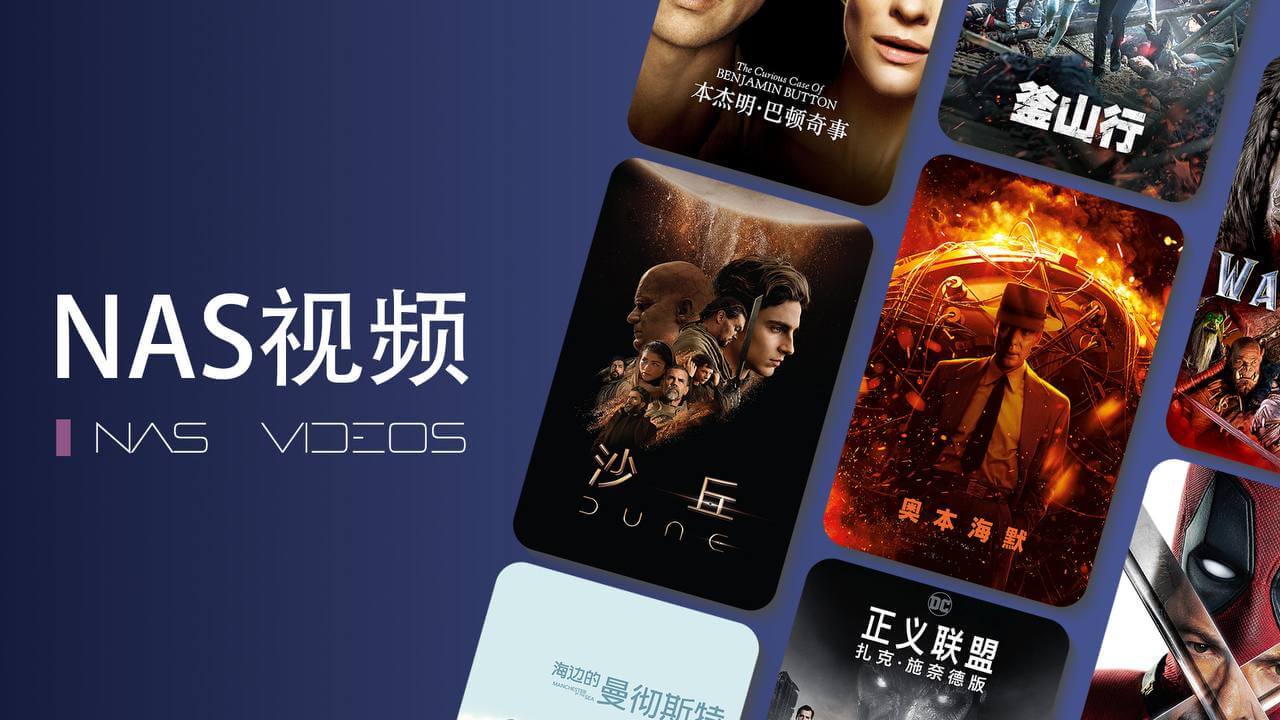 NAS视频
NAS VIDEOS
The Curious Case Of
BENJAMIN BUTTON
本杰明·巴顿奇事
釜山行
沙丘
DUNE
奥本海默
WA
海边的
MANCHESTER
SEA
曼彻斯特
DC
正义联盟
扎克·施奈德版